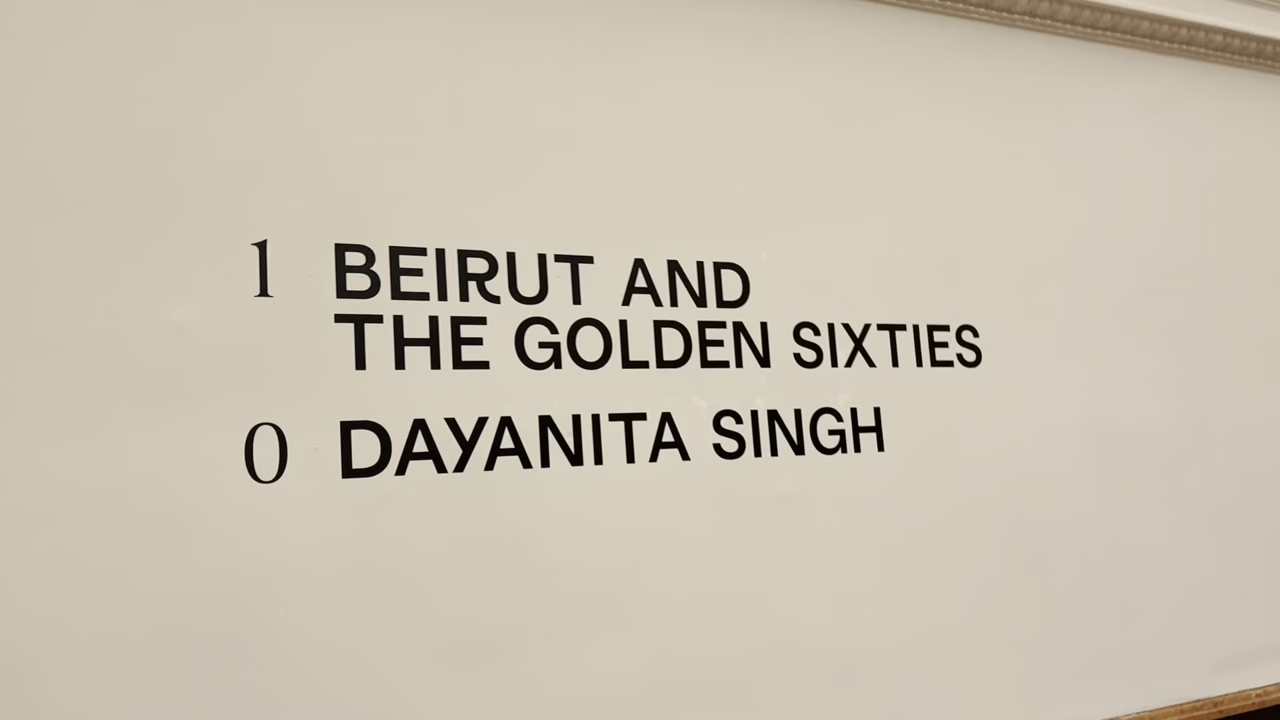 1 BEIRUT AND
THE GOLDEN SIXTIES
0 DAYANITA SINGH